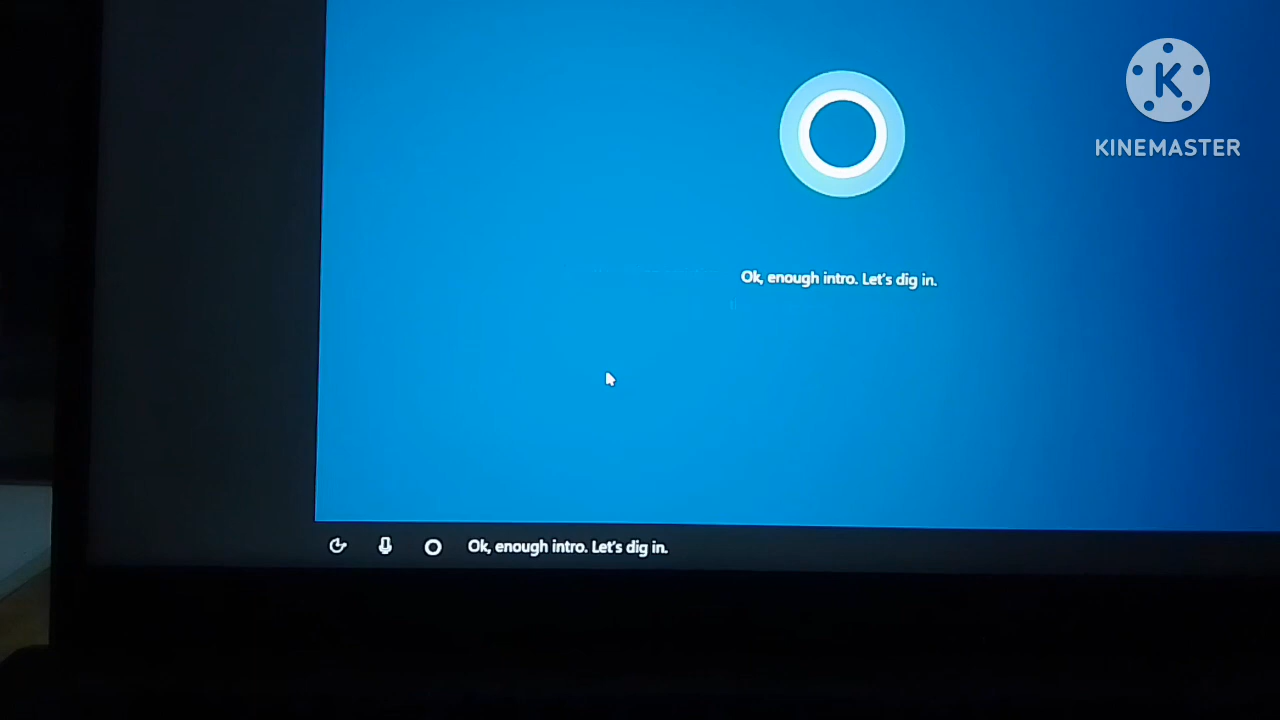 K
KINEMASTER
Ok, enough intro. Let's dig in.
Ok, enough intro. Let's dig in.